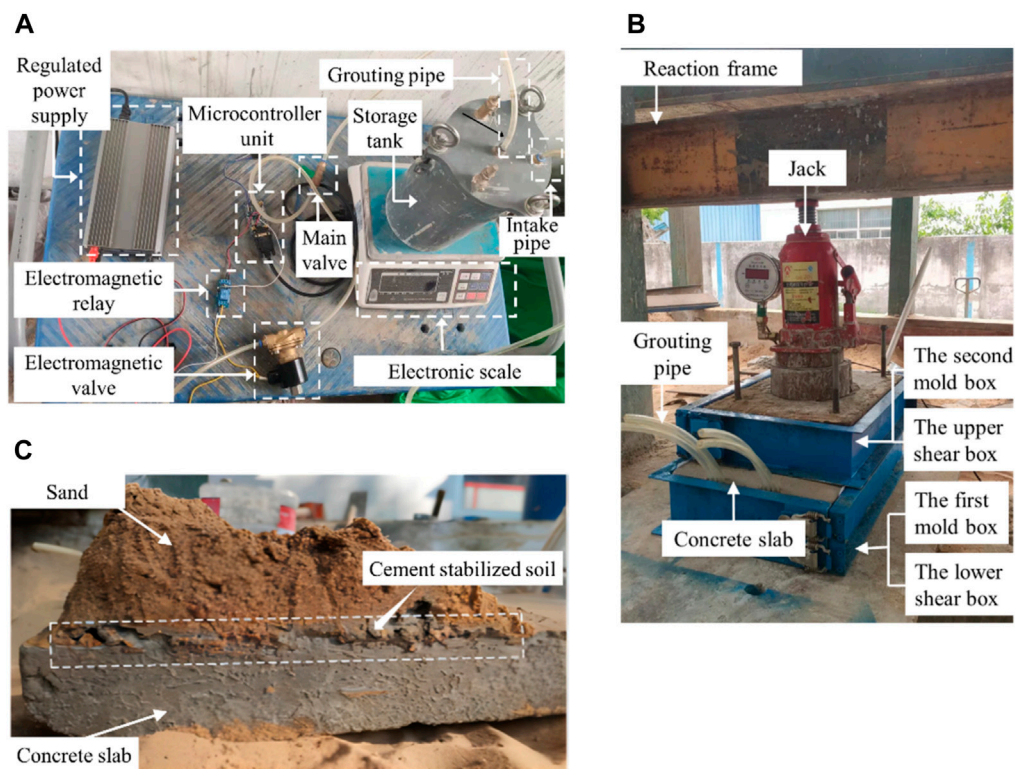 A
Regulated
power
supply
Microcontroller
unit
Grouting pipe
Storage
tank
Main
valve
Intake
pipe
Electromagnetic
relay
Electromagnetic
valve
Electronic scale
B
Reaction frame
Jack
Grouting
pipe
The second
mold box
The upper
shear box
Concrete slab
The first
mold box
The lower
shear box
C
Sand
Cement stabilized soil
Concrete slab